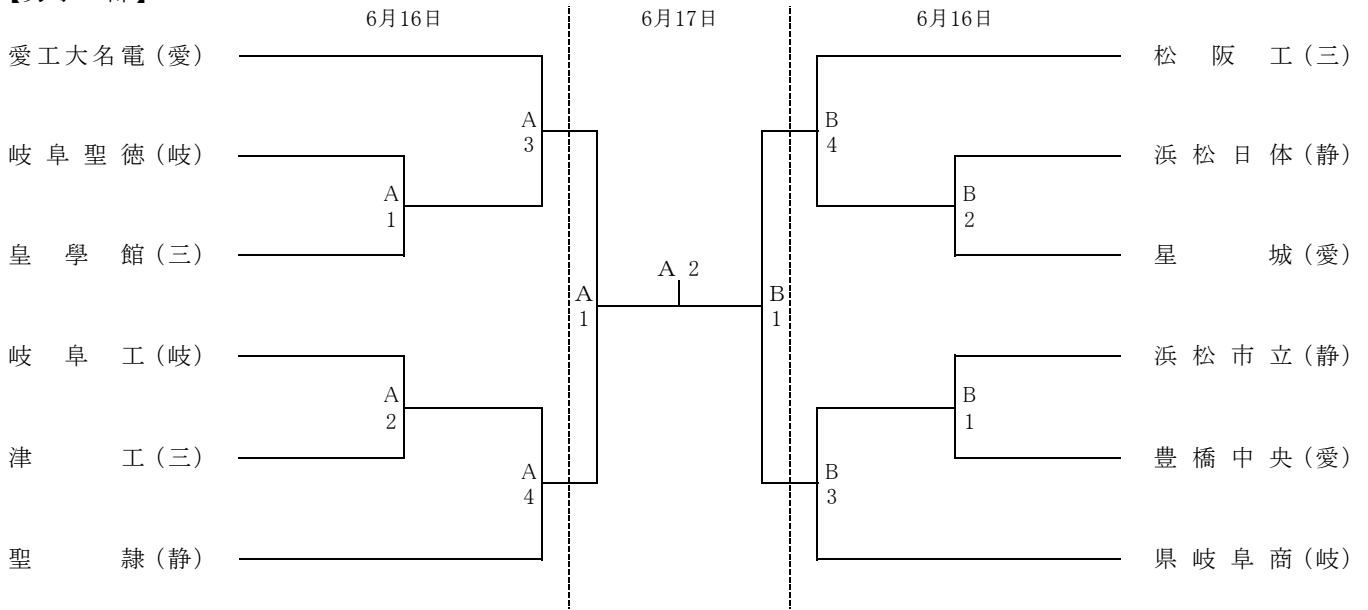 6月16日 6月17日 6月16日
愛工大名電(愛) 松阪工(三)
A B
3 4
岐阜聖徳(岐) 浜松日体(静)
A B
1 2
皇學館(三) 星城(愛)
A 2
A B
1 1
岐阜工(岐) 浜松市立(静)
A B
2 1
津工(三) 豊橋中央(愛)
A B
4 3
聖隷(静) 県岐阜商(岐)